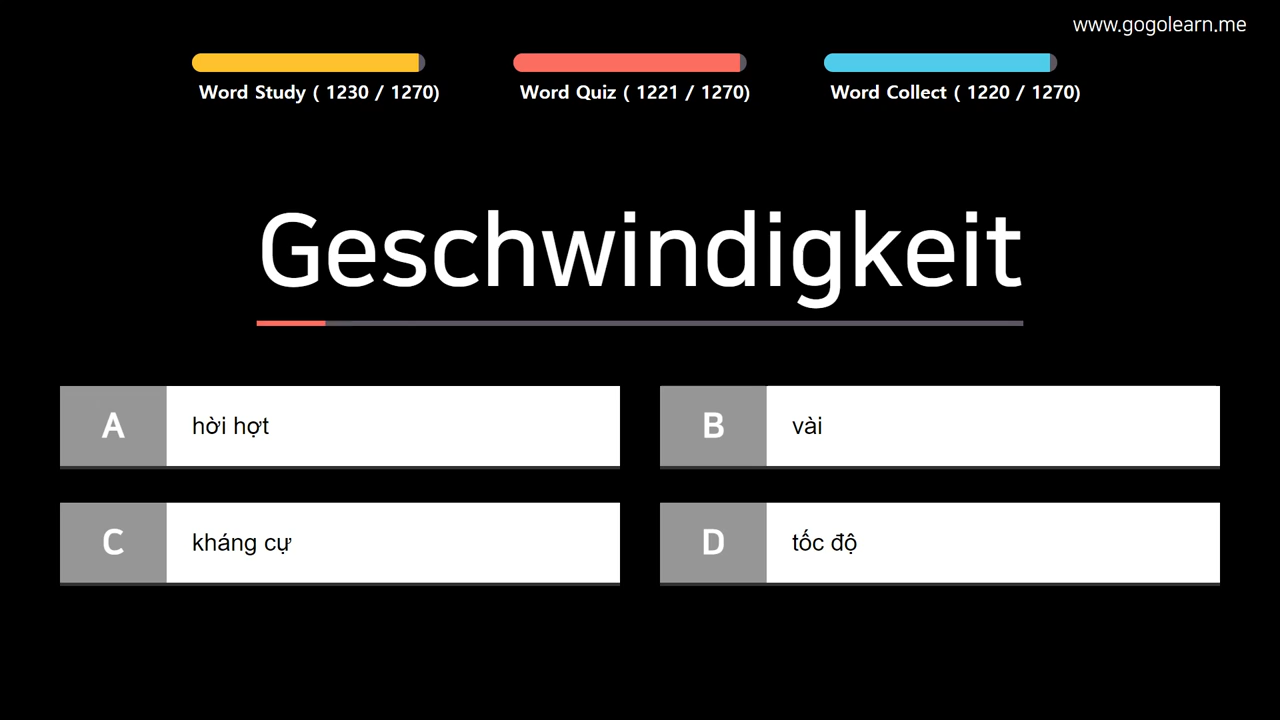 www.gogolearn.me
Word Study ( 1230 / 1270)
Word Quiz ( 1221 / 1270)
Word Collect ( 1220 / 1270)
Geschwindigkeit
A
hời hợt
B
vài
C
kháng cự
D
tốc độ